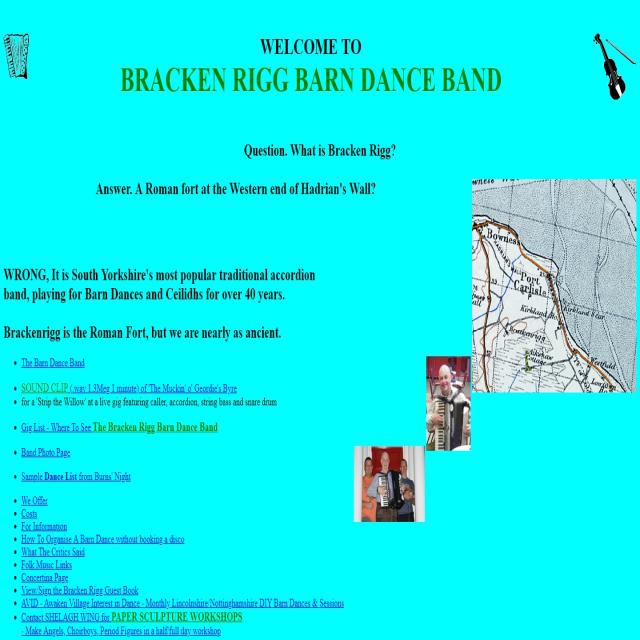 WELCOME TO
BRACKEN RIGG BARN DANCE BAND
Question. What is Bracken Rigg?
Answer. A Roman fort at the Western end of Hadrian's Wall?
Bowness
Port
Carlisle
Kirkland
WRONG, It is South Yorkshire's most popular traditional accordion
band, playing for Barn Dances and Ceilidhs for over 40 years.
Brackenrigg is the Roman Fort, but we are nearly as ancient.
The Barn Dance Band
SOUND CLIP (.wav 1.3Meg 1 minute) of 'The Muckin' o' Geordie's Byre
for a 'Strip the Willow' at a live gig featuring caller, accordion, string bass and snare drum
Gig List - Where To See The Bracken Rigg Barn Dance Band
Band Photo Page
Sample Dance List from Burns' Night
We Offer
Costs
For Information
How To Organise A Barn Dance without booking a disco
What The Critics Said
Folk Music Links
Concertina Page
View/Sign the Bracken Rigg Guest Book
AVID - Awaken Village Interest in Dance - Monthly Lincolnshire/Nottinghamshire DIY Barn Dances & Sessions
Contact SHELAGH WING for PAPER SCULPTURE WORKSHOPS
- Make Angels, Choirboys, Period Figures in a half/full day workshop